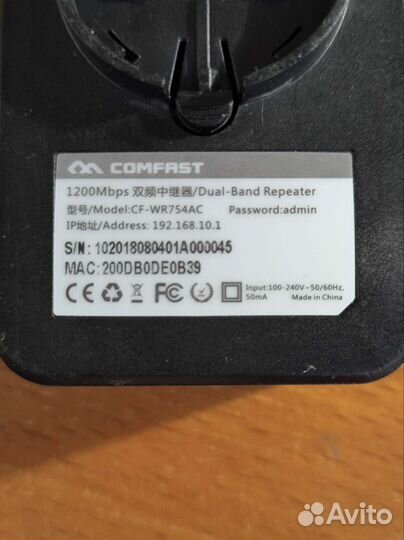 COMFAST
1200Mbps 双频中继器/Dual-Band Repeater
型号/Model:CF-WR754AC Password:admin
IP地址/Address: 192.168.10.1
S/N: 102018080401A000045
MAC: 200DB0DE0B39
CE FC Input:100-240V~50/60Hz,
50mA Made in China
Avito